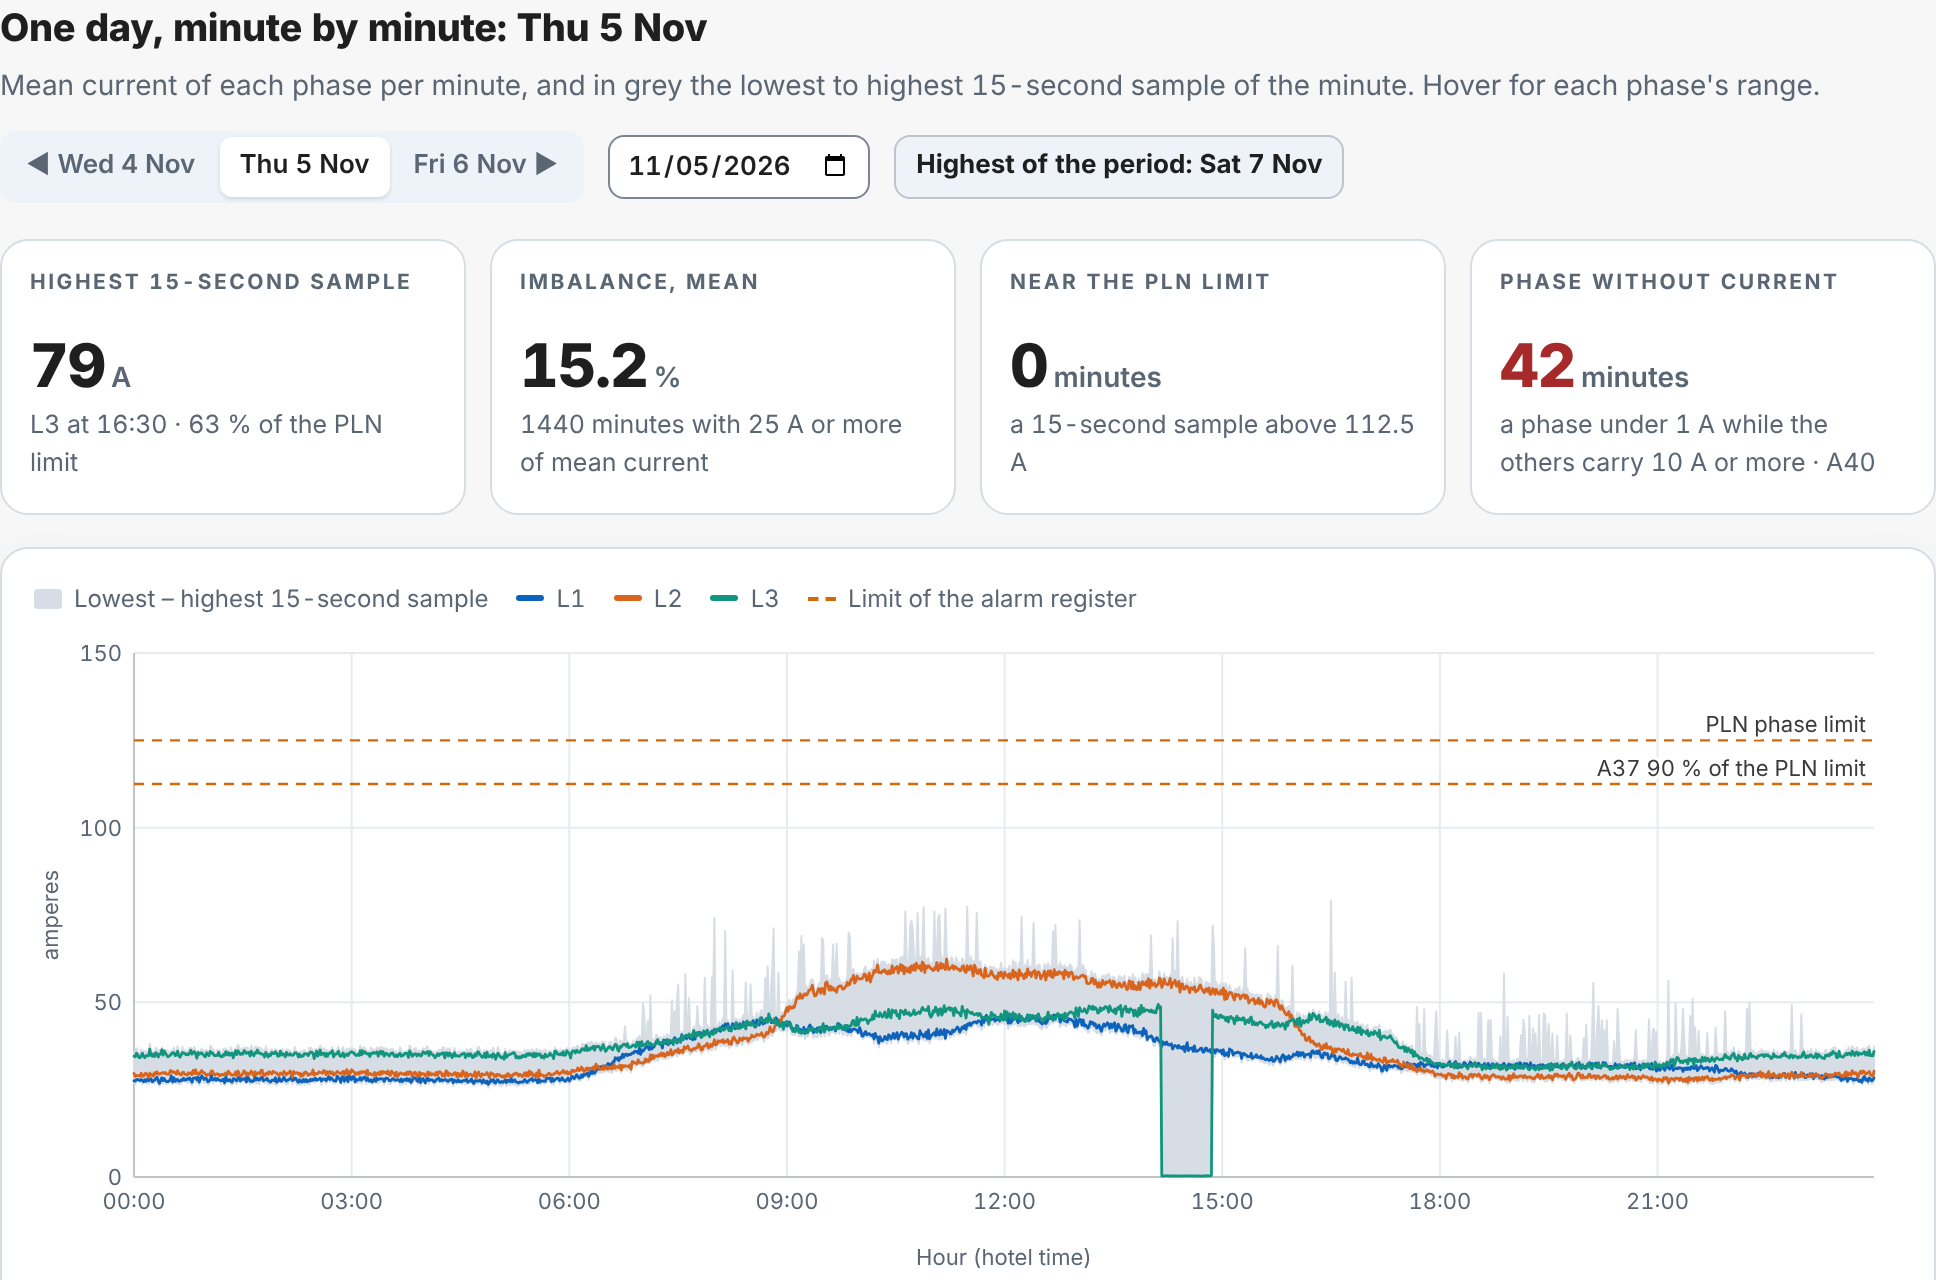 One day, minute by minute: Thu 5 Nov
Mean current of each phase per minute, and in grey the lowest to highest 15-second sample of the minute. Hover for each phase's range.
◀ Wed 4 Nov Thu 5 Nov Fri 6 Nov ▶ 11/05/2026 Highest of the period: Sat 7 Nov
HIGHEST 15-SECOND SAMPLE
79 A
L3 at 16:30 · 63 % of the PLN
limit
IMBALANCE, MEAN
15.2 %
1440 minutes with 25 A or more
of mean current
NEAR THE PLN LIMIT
0 minutes
a 15-second sample above 112.5
A
PHASE WITHOUT CURRENT
42 minutes
a phase under 1 A while the
others carry 10 A or more · A40
Lowest – highest 15-second sample L1 L2 L3 Limit of the alarm register
150
PLN phase limit
A37 90 % of the PLN limit
100
amperes
50
0
00:00 03:00 06:00 09:00 12:00 15:00 18:00 21:00
Hour (hotel time)